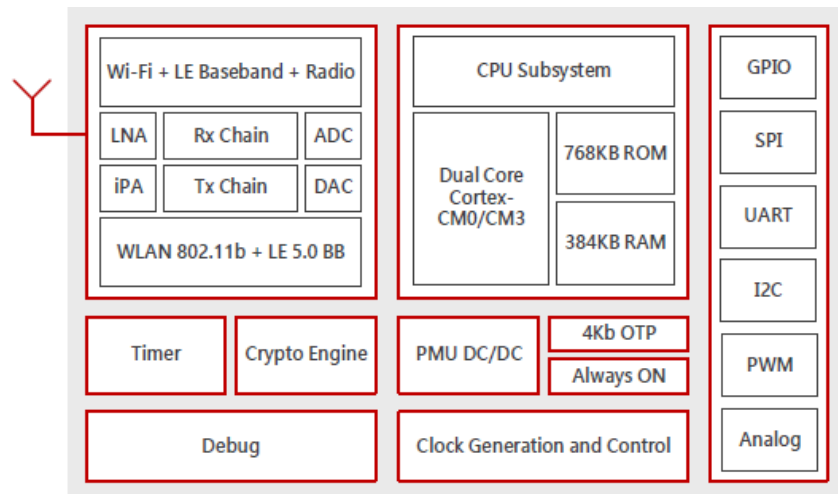 Wi-Fi + LE Baseband + Radio
LNA
Rx Chain
ADC
iPA
Tx Chain
DAC
WLAN 802.11b + LE 5.0 BB
CPU Subsystem
Dual Core
Cortex-
CM0/CM3
768KB ROM
384KB RAM
GPIO
SPI
UART
I2C
PWM
Analog
Timer
Crypto Engine
PMU DC/DC
4Kb OTP
Always ON
Debug
Clock Generation and Control